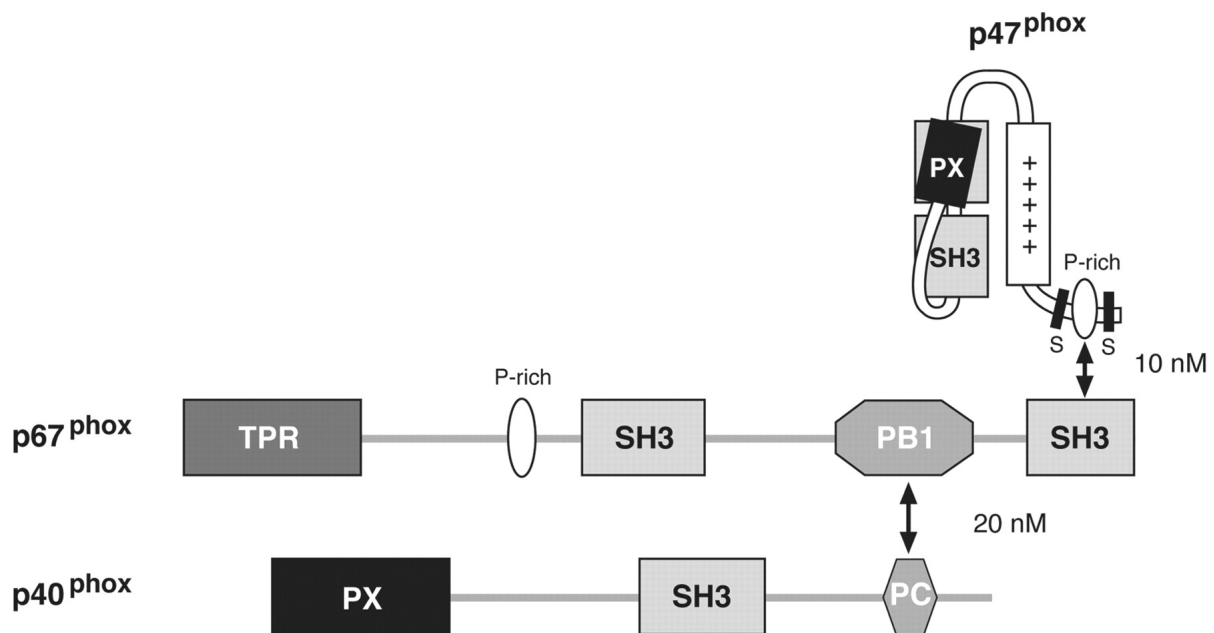 p47phox
PX
+
+
+
+
+
SH3
P-rich
S
S
10 nM
P-rich
p67phox
TPR
SH3
PB1
SH3
20 nM
p40phox
PX
SH3
PC